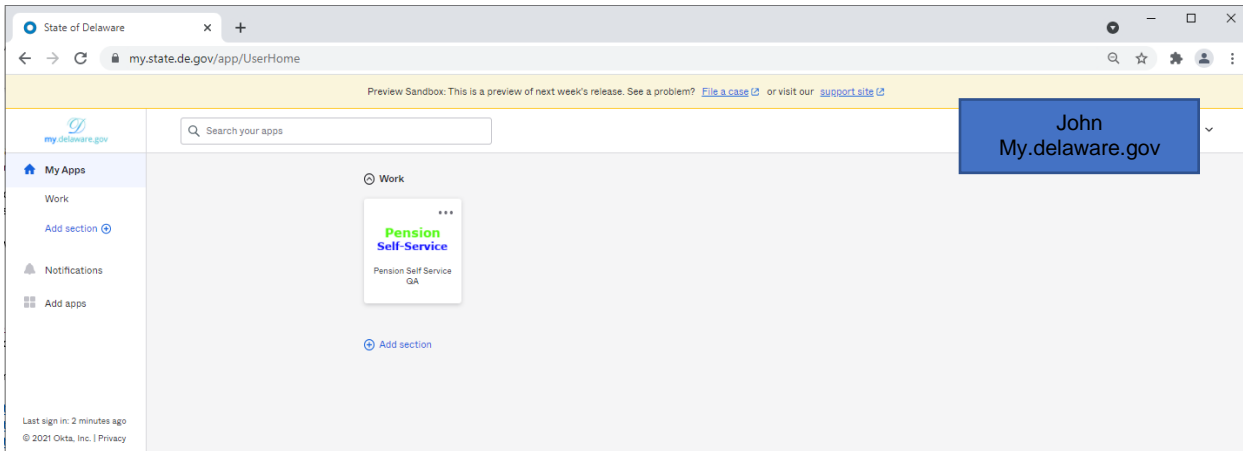 State of Delaware
my.state.de.gov/app/UserHome
Preview Sandbox: This is a preview of next week's release. See a problem? File a case or visit our support site
my.delaware.gov
Search your apps
John
My.delaware.gov
My Apps
Work
Add section
Notifications
Add apps
Work
Pension
Self-Service
Pension Self Service
QA
Add section
Last sign in: 2 minutes ago
© 2021 Okta, Inc. | Privacy